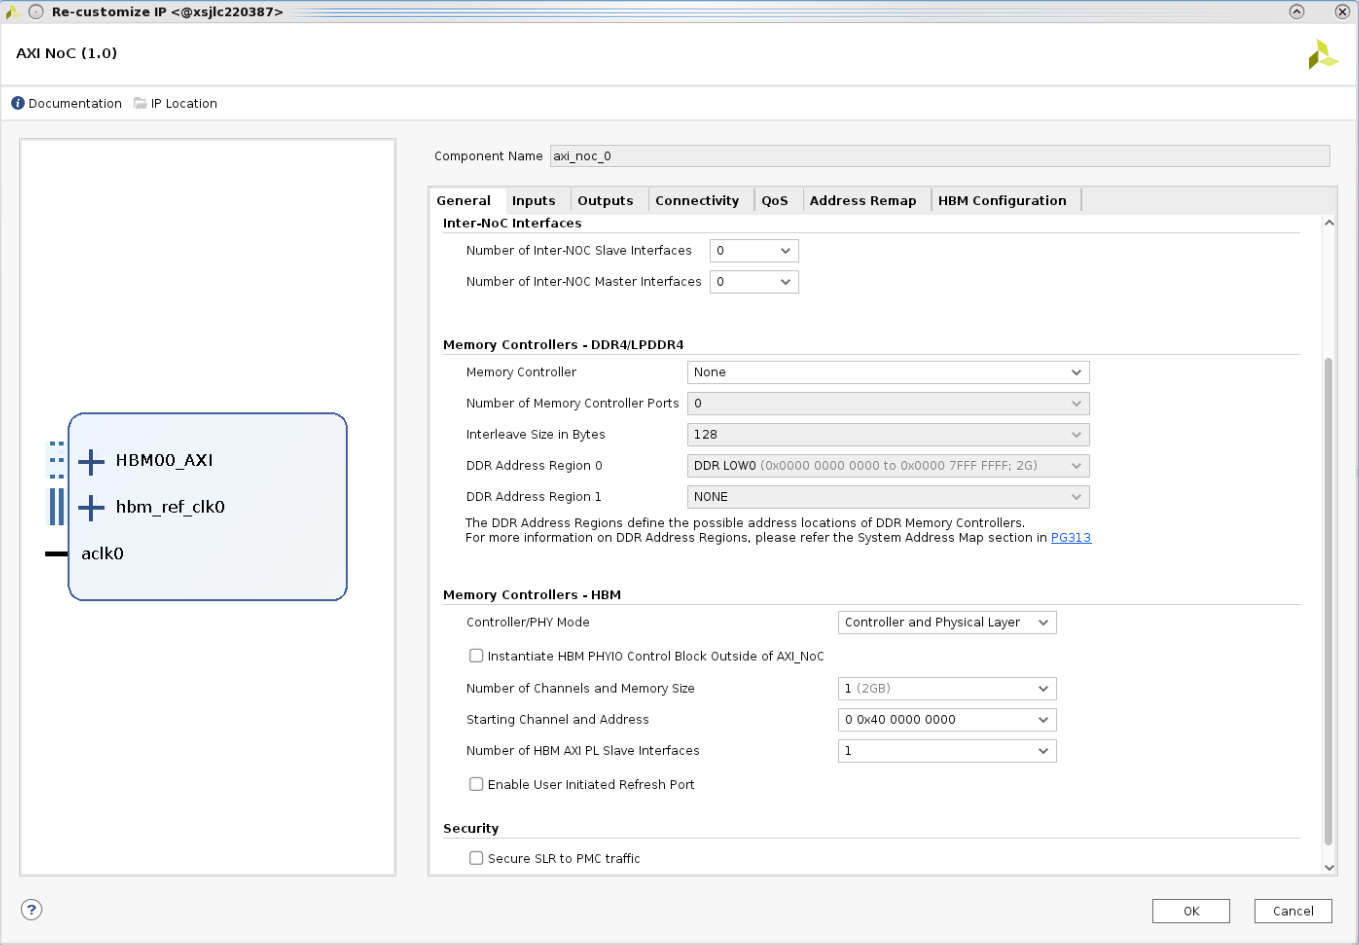 Re-customize IP <@xsjlc220387>
AXI NoC (1.0)
Documentation IP Location
HBM00_AXI
hbm_ref_clk0
aclk0
Component Name axi_noc_0
General Inputs Outputs Connectivity QoS Address Remap HBM Configuration
Inter-NoC Interfaces
Number of Inter-NOC Slave Interfaces 0
Number of Inter-NOC Master Interfaces 0
Memory Controllers - DDR4/LPDDR4
Memory Controller None
Number of Memory Controller Ports 0
Interleave Size in Bytes 128
DDR Address Region 0 DDR LOW0 (0x0000 0000 0000 to 0x0000 7FFF FFFF; 2G)
DDR Address Region 1 NONE
The DDR Address Regions define the possible address locations of DDR Memory Controllers.
For more information on DDR Address Regions, please refer the System Address Map section in PG313
Memory Controllers - HBM
Controller/PHY Mode Controller and Physical Layer
Instantiate HBM PHYIO Control Block Outside of AXI_NoC
Number of Channels and Memory Size 1 (2GB)
Starting Channel and Address 0 0x40 0000 0000
Number of HBM AXI PL Slave Interfaces 1
Enable User Initiated Refresh Port
Security
Secure SLR to PMC traffic
? OK Cancel